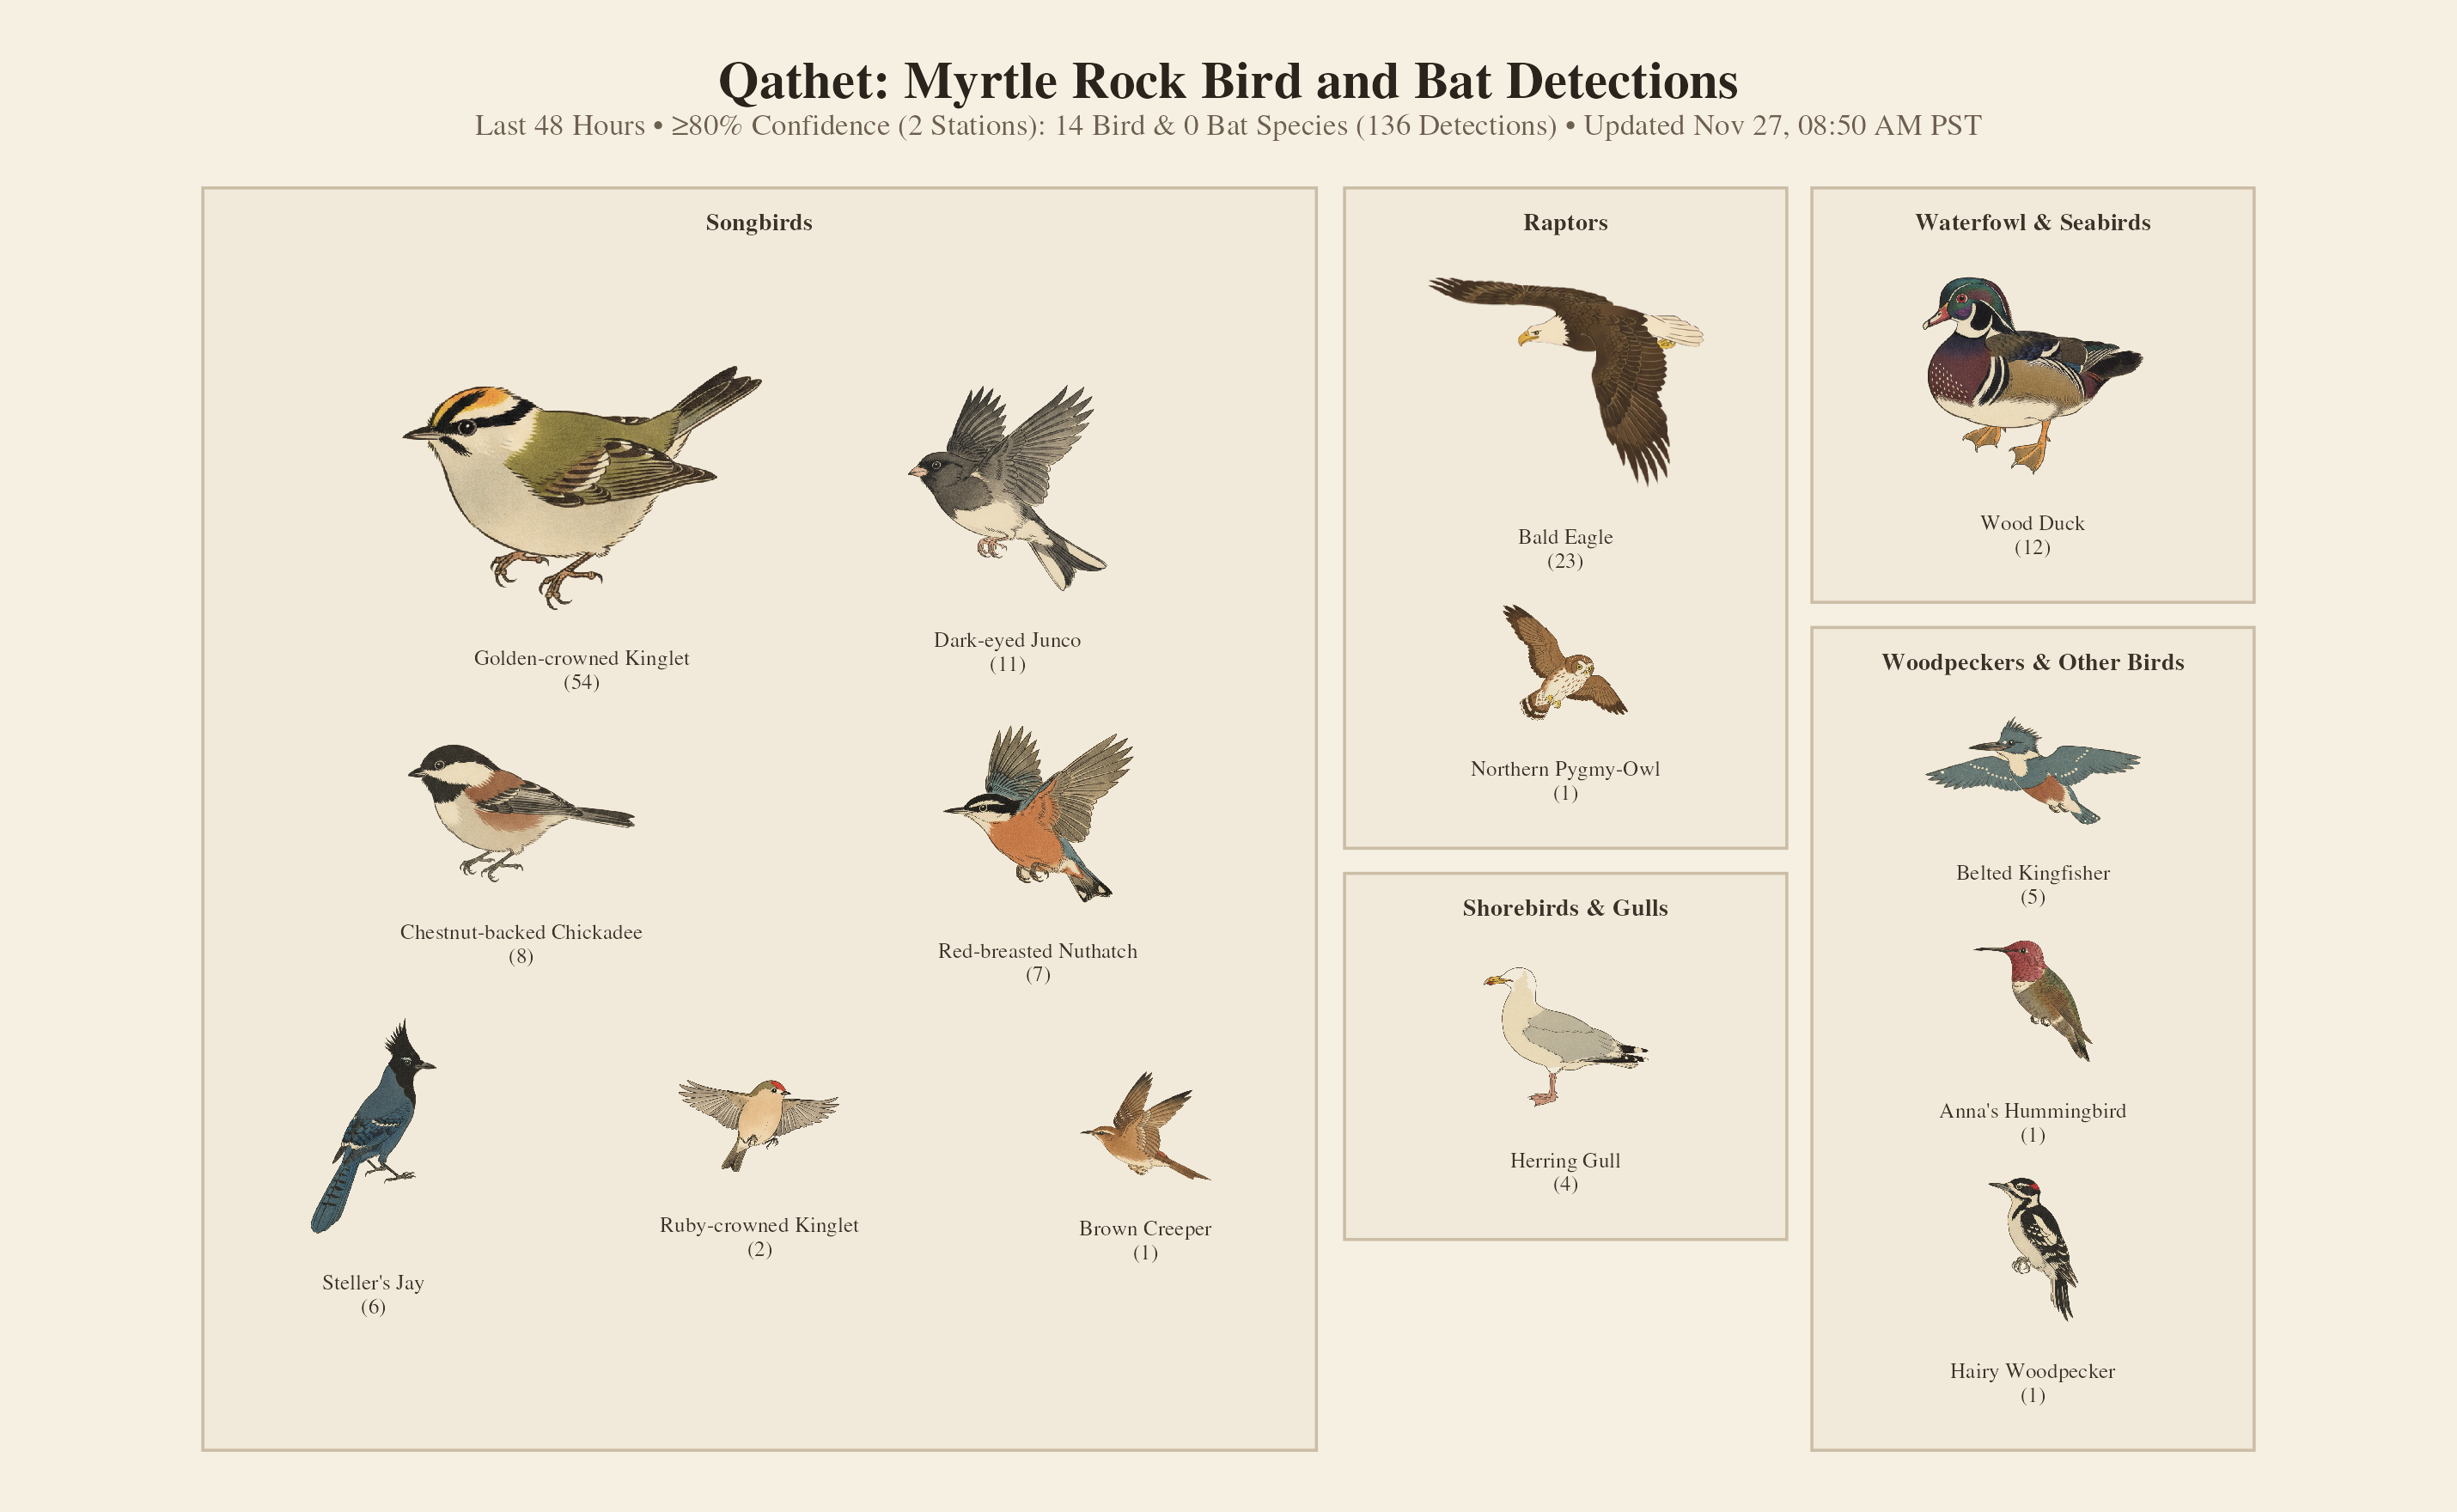 Qathet: Myrtle Rock Bird and Bat Detections
Last 48 Hours • ≥80% Confidence (2 Stations): 14 Bird & 0 Bat Species (136 Detections) • Updated Nov 27, 08:50 AM PST
Songbirds
Golden-crowned Kinglet
(54)
Dark-eyed Junco
(11)
Chestnut-backed Chickadee
(8)
Red-breasted Nuthatch
(7)
Steller's Jay
(6)
Ruby-crowned Kinglet
(2)
Brown Creeper
(1)
Raptors
Bald Eagle
(23)
Northern Pygmy-Owl
(1)
Shorebirds & Gulls
Herring Gull
(4)
Waterfowl & Seabirds
Wood Duck
(12)
Woodpeckers & Other Birds
Belted Kingfisher
(5)
Anna's Hummingbird
(1)
Hairy Woodpecker
(1)